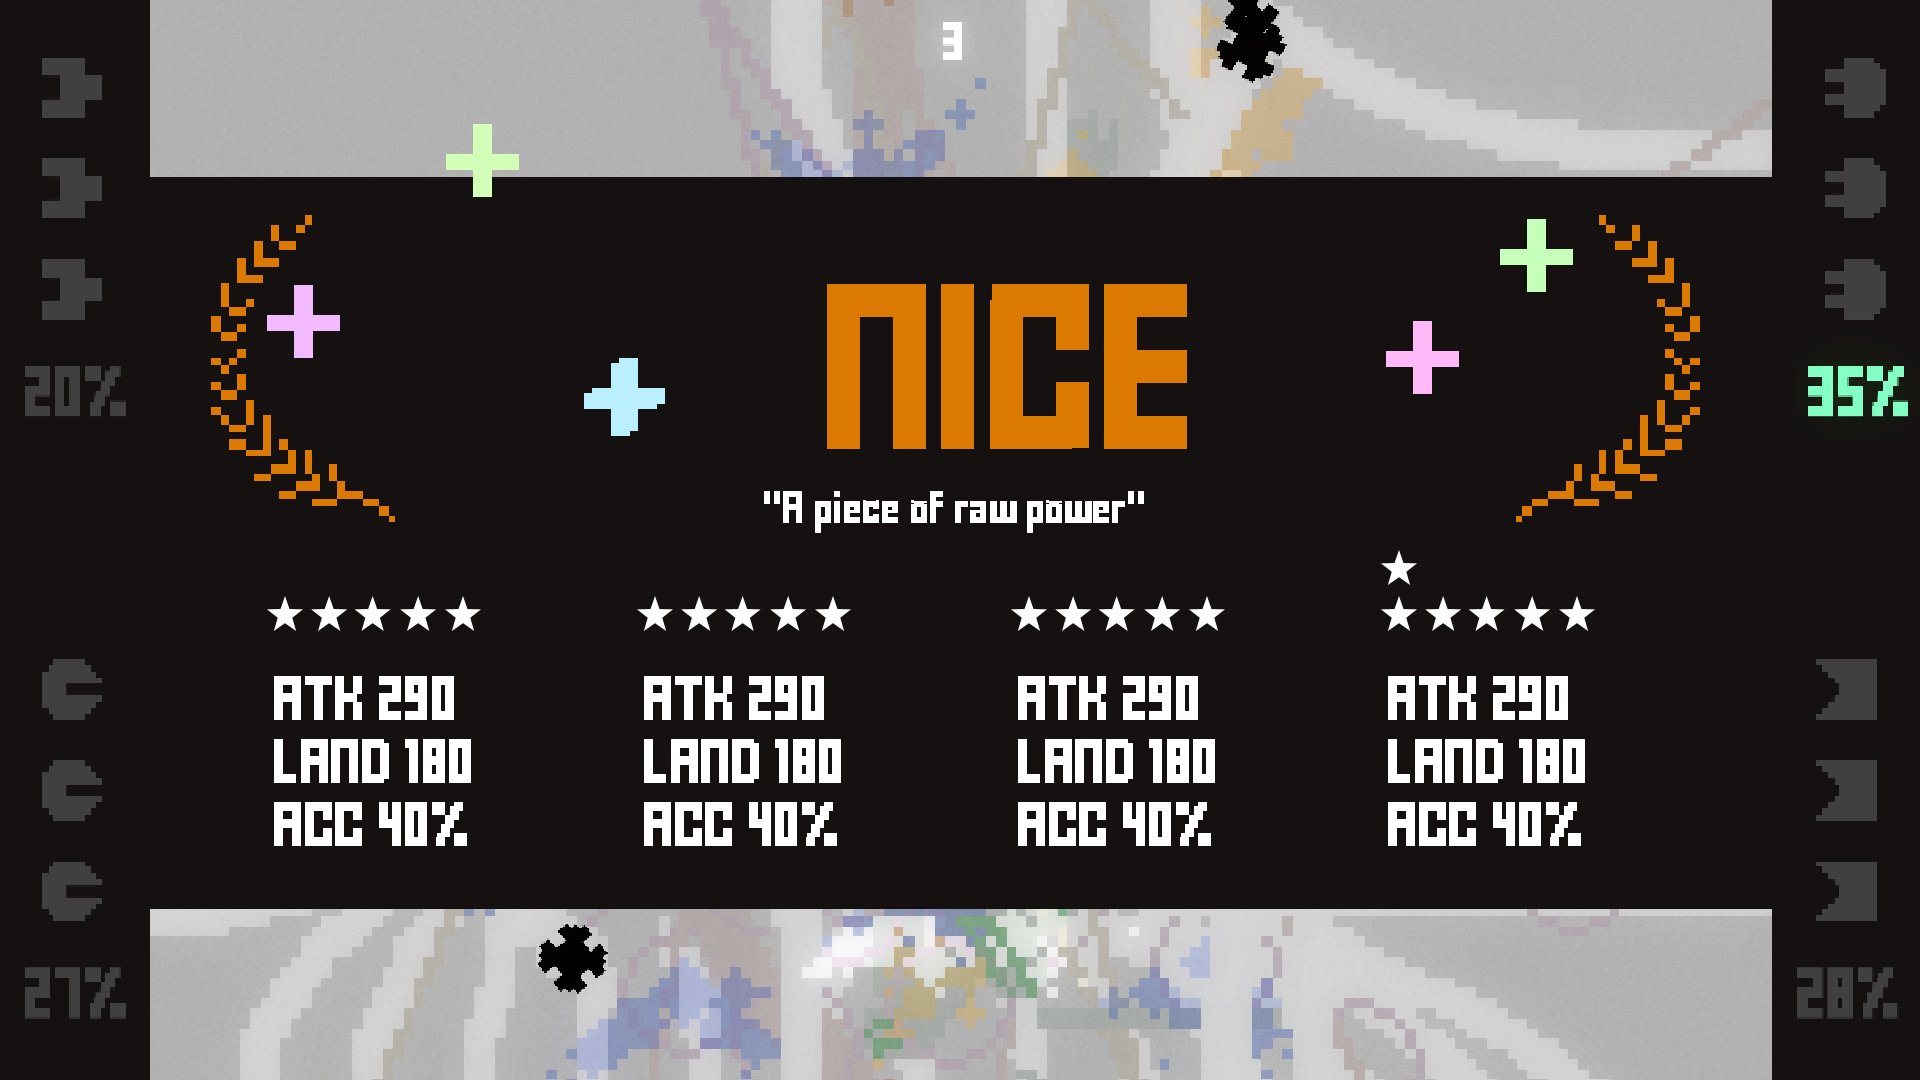 3
20%
35%
NICE
"A piece of raw power"
ATK 290
LAND 180
ACC 40%
ATK 290
LAND 180
ACC 40%
ATK 290
LAND 180
ACC 40%
ATK 290
LAND 180
ACC 40%
27%
28%